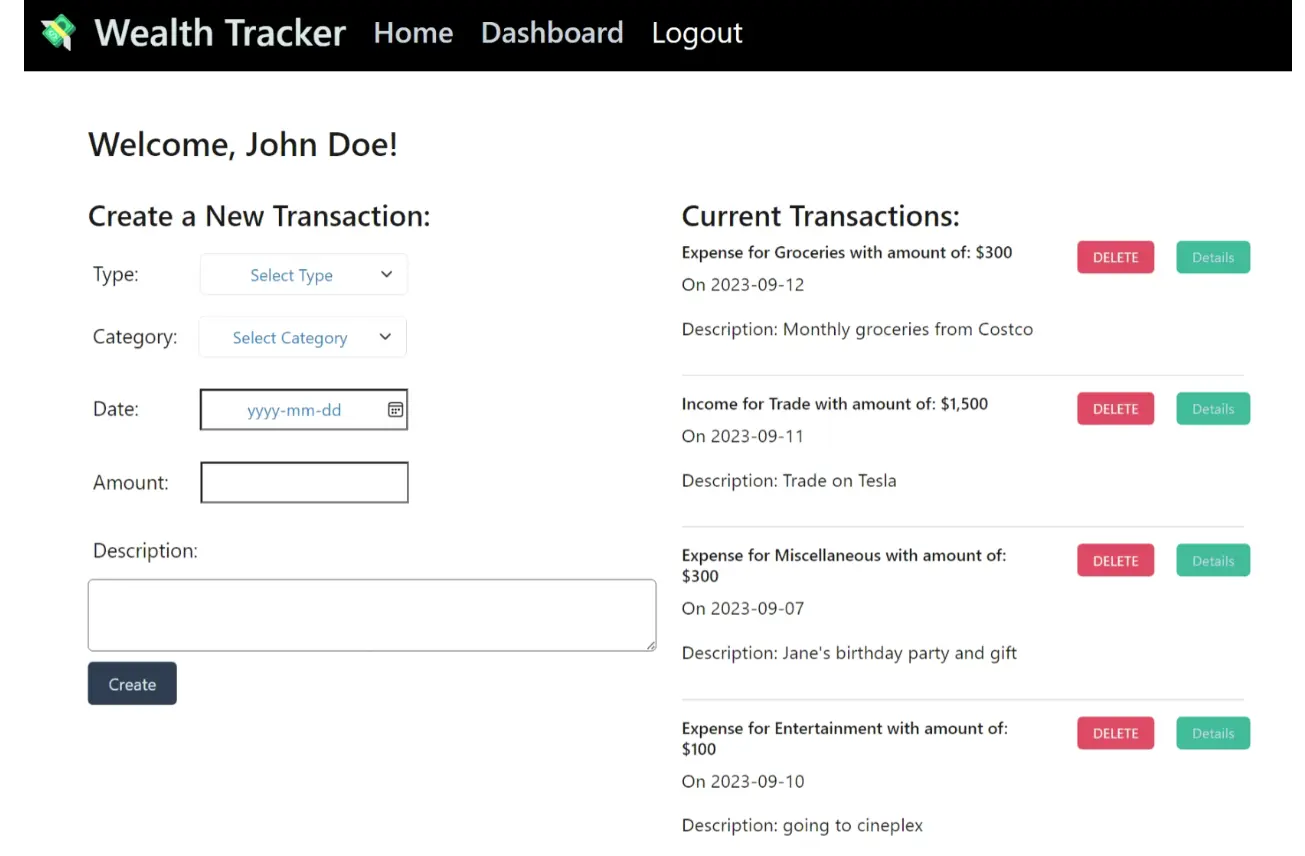 Wealth Tracker Home Dashboard Logout
Welcome, John Doe!
Create a New Transaction:
Type: Select Type
Category: Select Category
Date: yyyy-mm-dd
Amount:
Description:
Create
Current Transactions:
Expense for Groceries with amount of: $300 DELETE Details
On 2023-09-12
Description: Monthly groceries from Costco
Income for Trade with amount of: $1,500 DELETE Details
On 2023-09-11
Description: Trade on Tesla
Expense for Miscellaneous with amount of: DELETE Details
$300
On 2023-09-07
Description: Jane's birthday party and gift
Expense for Entertainment with amount of: DELETE Details
$100
On 2023-09-10
Description: going to cineplex